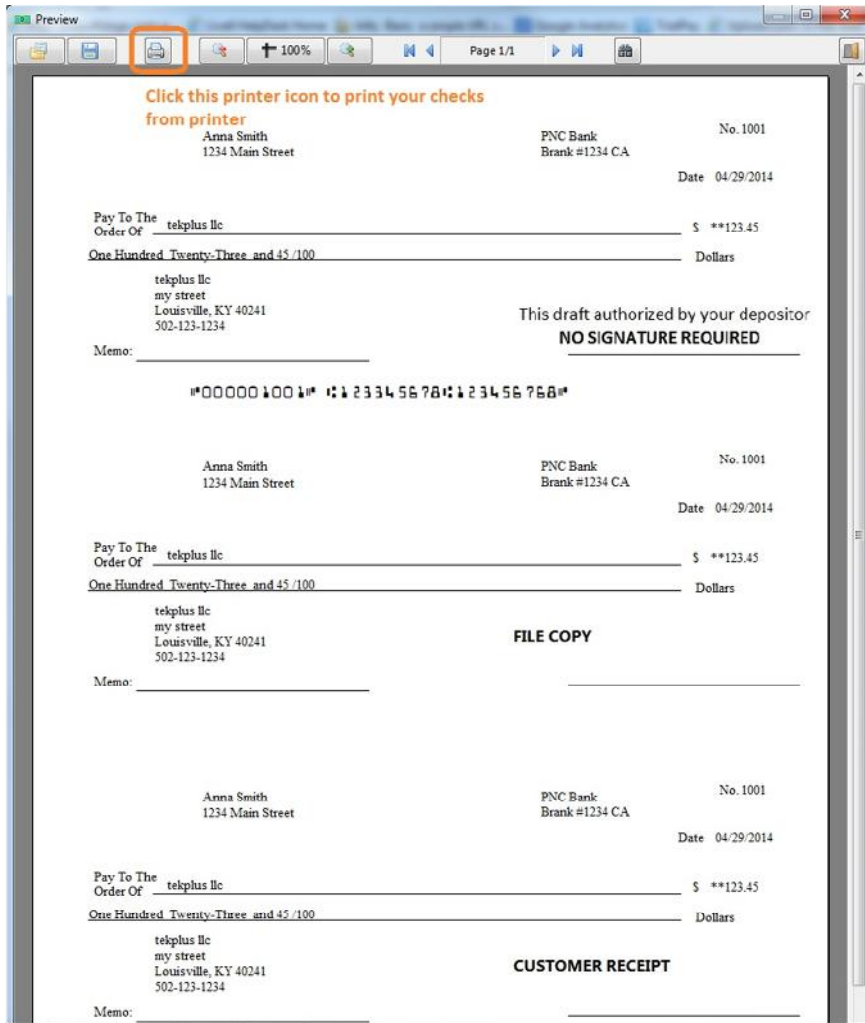 Preview
100%
Page 1/1
Click this printer icon to print your checks
from printer
Anna Smith
1234 Main Street
PNC Bank
Brank #1234 CA
No. 1001
Date 04/29/2014
Pay To The
Order Of tekplus llc
$ **123.45
One Hundred Twenty-Three and 45 /100
Dollars
tekplus llc
my street
Louisville, KY 40241
502-123-1234
This draft authorized by your depositor
NO SIGNATURE REQUIRED
Memo:
⑈000001001⑈ ⑆123345678⑆123456768⑈
Anna Smith
1234 Main Street
PNC Bank
Brank #1234 CA
No. 1001
Date 04/29/2014
Pay To The
Order Of tekplus llc
$ **123.45
One Hundred Twenty-Three and 45 /100
Dollars
tekplus llc
my street
Louisville, KY 40241
502-123-1234
FILE COPY
Memo:
Anna Smith
1234 Main Street
PNC Bank
Brank #1234 CA
No. 1001
Date 04/29/2014
Pay To The
Order Of tekplus llc
$ **123.45
One Hundred Twenty-Three and 45 /100
Dollars
tekplus llc
my street
Louisville, KY 40241
502-123-1234
CUSTOMER RECEIPT
Memo: